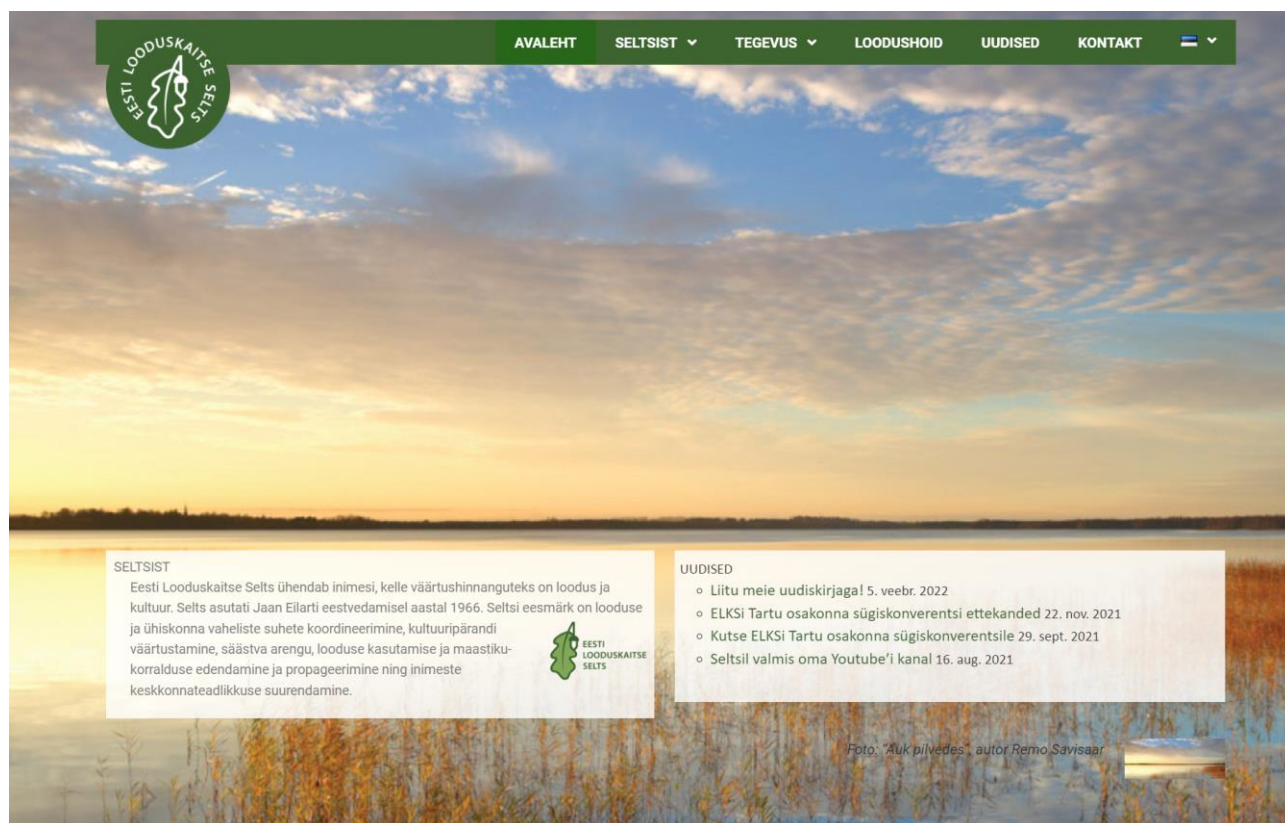 EESTI LOODUSKAITSE SELTS
AVALEHT SELTSIST TEGEVUS LOODUSHOID UUDISED KONTAKT
SELTSIST
Eesti Looduskaitse Selts ühendab inimesi, kelle väärtushinnanguteks on loodus ja
kultuur. Selts asutati Jaan Eilarti eestvedamisel aastal 1966. Seltsi eesmärk on looduse
ja ühiskonna vaheliste suhete koordineerimine, kultuuripärandi
väärtustamine, säästva arengu, looduse kasutamise ja maastiku-
korralduse edendamine ja propageerimine ning inimeste
keskkonnateadlikkuse suurendamine.
EESTI
LOODUSKAITSE
SELTS
UUDISED
Liitu meie uudiskirjaga! 5. veebr. 2022
ELKSi Tartu osakonna sügiskonverentsi ettekanded 22. nov. 2021
Kutse ELKSi Tartu osakonna sügiskonverentsile 29. sept. 2021
Seltsil valmis oma Youtube’i kanal 16. aug. 2021
Foto: "Auk pilvedes", autor Remo Savisaar